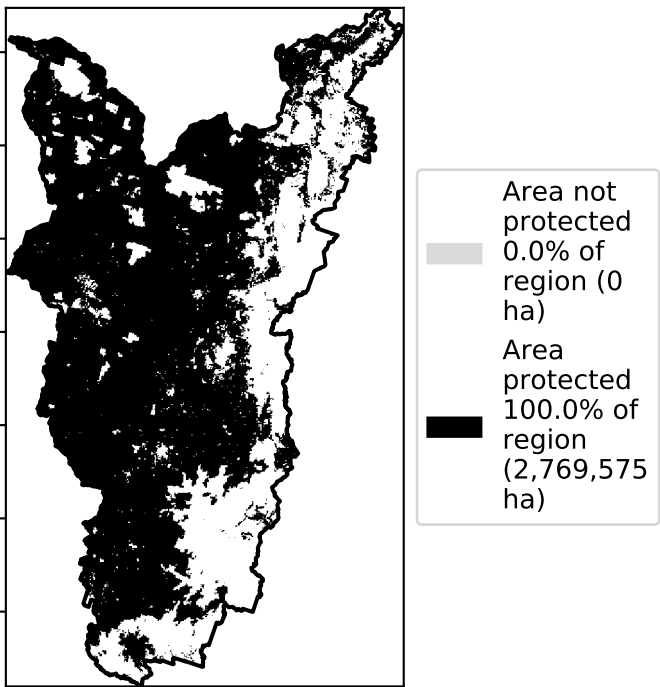 Area not
protected
0.0% of
region (0
ha)
Area
protected
100.0% of
region
(2,769,575
ha)